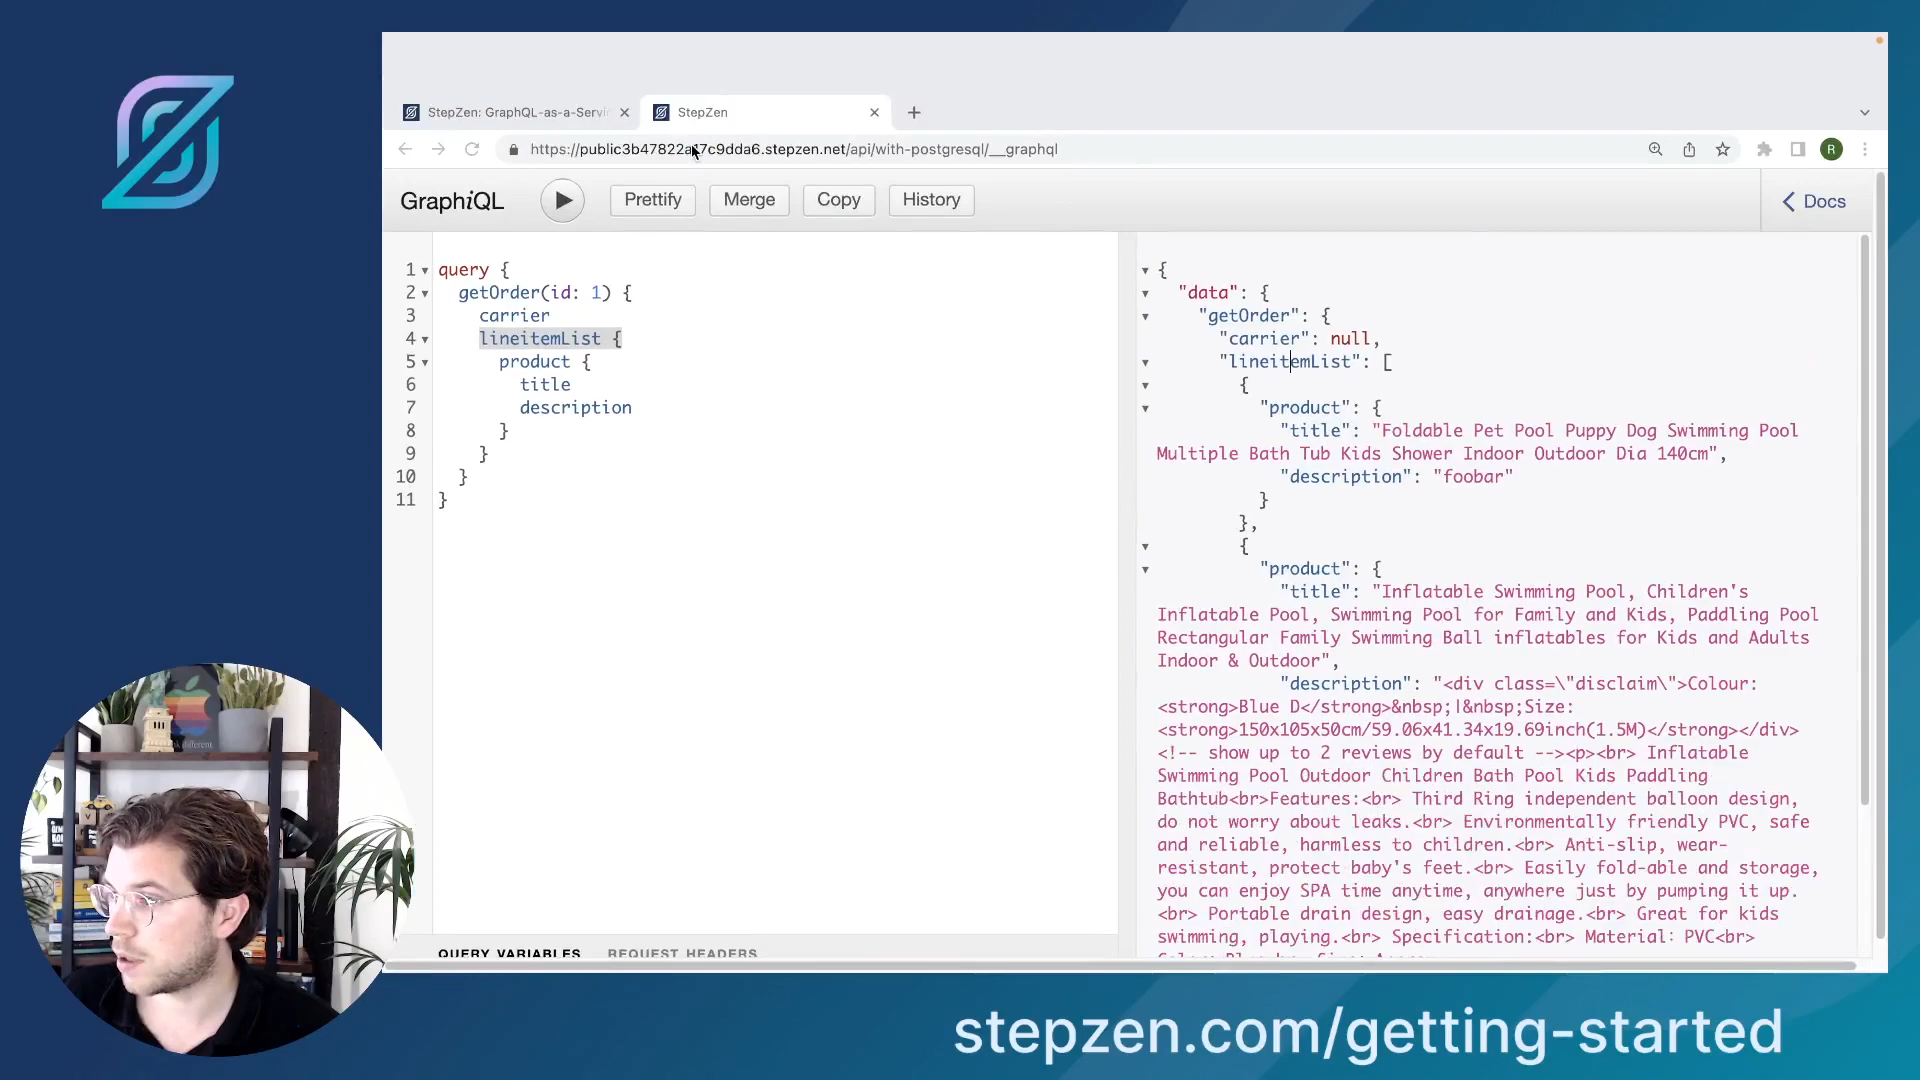 StepZen: GraphQL-as-a-Servi
StepZen
https://public3b47822a17c9dda6.stepzen.net/api/with-postgresql/__graphql
R
GraphiQL
Prettify
Merge
Copy
History
Docs
1 query {
2 getOrder(id: 1) {
3 carrier
4 lineitemList {
5 product {
6 title
7 description
8 }
9 }
10 }
11 }
{
"data": {
"getOrder": {
"carrier": null,
"lineitemList": [
{
"product": {
"title": "Foldable Pet Pool Puppy Dog Swimming Pool
Multiple Bath Tub Kids Shower Indoor Outdoor Dia 140cm",
"description": "foobar"
}
},
{
"product": {
"title": "Inflatable Swimming Pool, Children's
Inflatable Pool, Swimming Pool for Family and Kids, Paddling Pool
Rectangular Family Swimming Ball inflatables for Kids and Adults
Indoor & Outdoor",
"description": "<div class=\"disclaim\">Colour:
<strong>Blue D</strong>&nbsp;|&nbsp;Size:
<strong>150x105x50cm/59.06x41.34x19.69inch(1.5M)</strong></div>
<!-- show up to 2 reviews by default --><p><br> Inflatable
Swimming Pool Outdoor Children Bath Pool Kids Paddling
Bathtub<br>Features:<br> Third Ring independent balloon design,
do not worry about leaks.<br> Environmentally friendly PVC, safe
and reliable, harmless to children.<br> Anti-slip, wear-
resistant, protect baby's feet.<br> Easily fold-able and storage,
you can enjoy SPA time anytime, anywhere just by pumping it up.
<br> Portable drain design, easy drainage.<br> Great for kids
swimming, playing.<br> Specification:<br> Material: PVC<br>
QUERY VARIABLES
REQUEST HEADERS
stepzen.com/getting-started